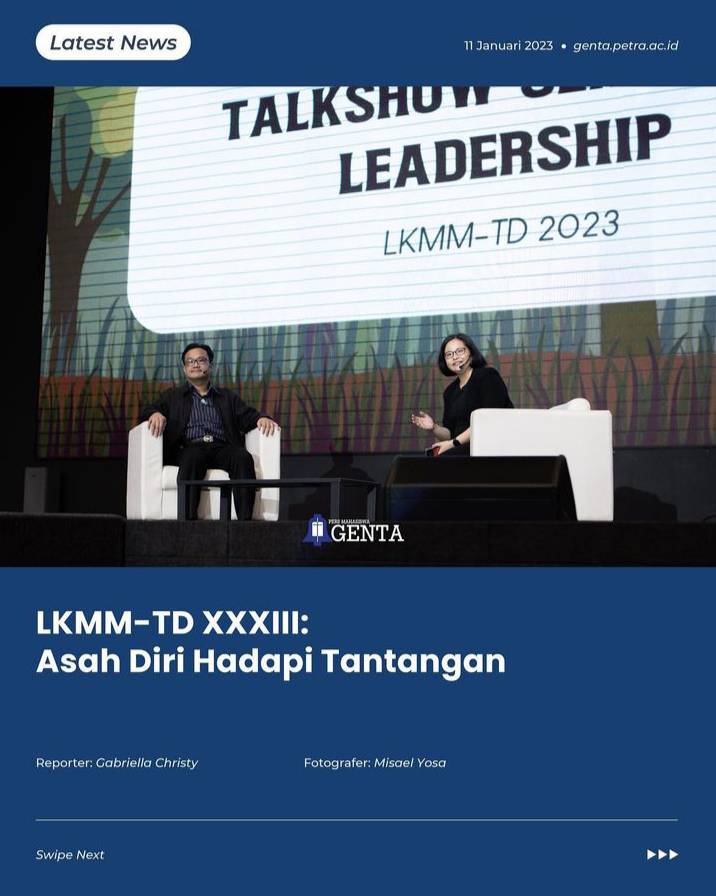 Latest News
11 Januari 2023 • genta.petra.ac.id
TALKSHOW
LEADERSHIP
LKMM-TD 2023
PERS MAHASISWA
GENTA
LKMM-TD XXXIII:
Asah Diri Hadapi Tantangan
Reporter: Gabriella Christy
Fotografer: Misael Yosa
Swipe Next